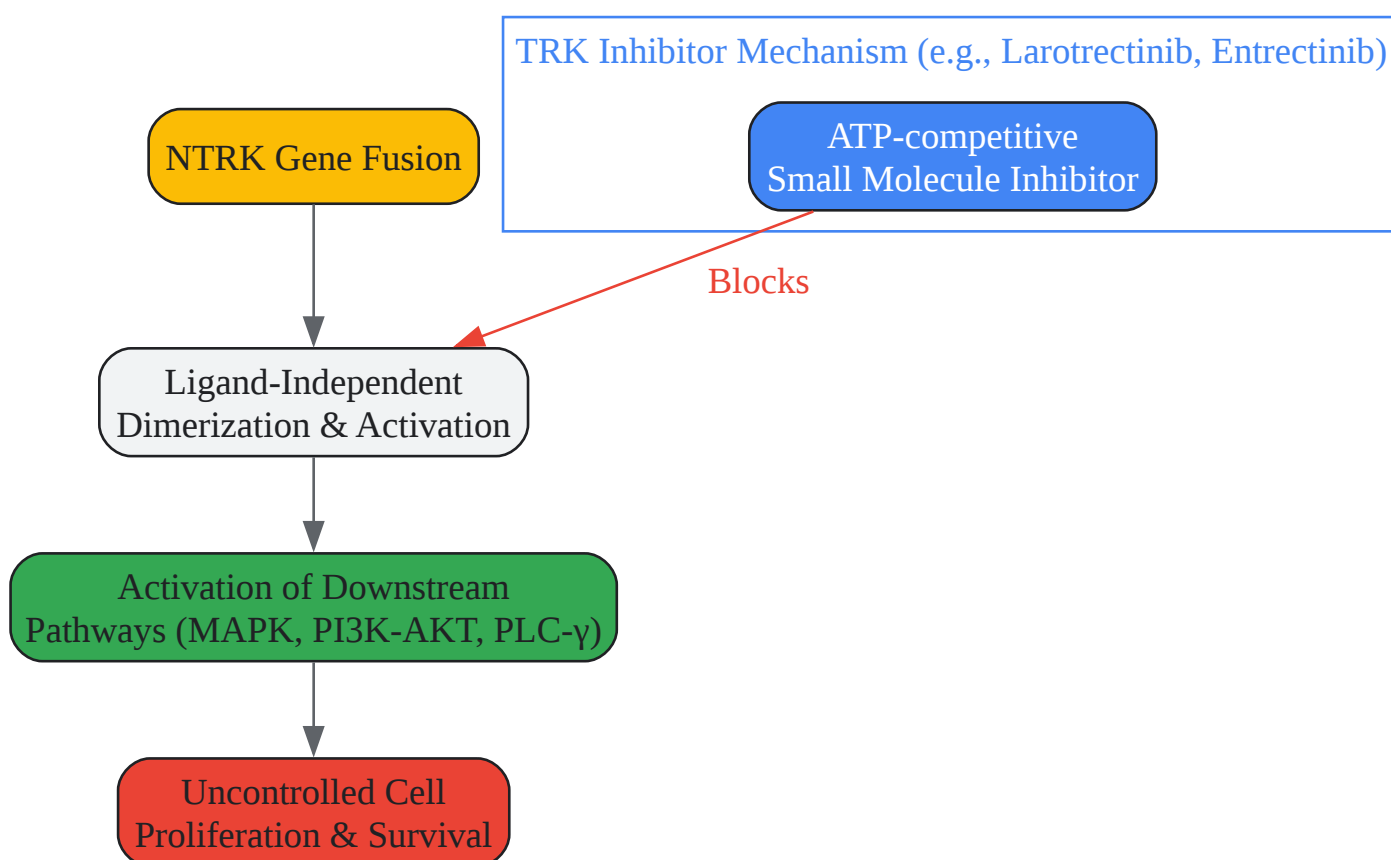 TRK Inhibitor Mechanism (e.g., Larotrectinib, Entrectinib)
ATP-competitive
Small Molecule Inhibitor
NTRK Gene Fusion
Blocks
Ligand-Independent
Dimerization & Activation
Activation of Downstream
Pathways (MAPK, PI3K-AKT, PLC-γ)
Uncontrolled Cell
Proliferation & Survival